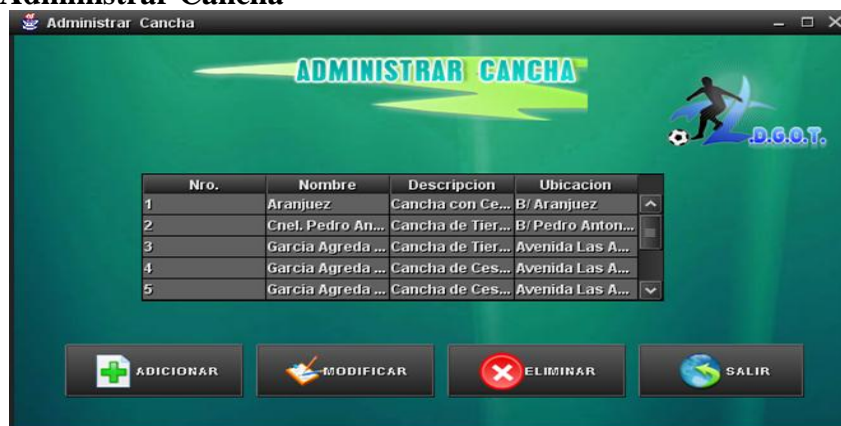 Administrar Cancha
Administrar Cancha
ADMINISTRAR CANCHA
.D.G.O.T.
Nro. Nombre Descripcion Ubicacion
1 Aranjuez Cancha con Ce... B/ Aranjuez
2 Cnel. Pedro An... Cancha de Tier... B/ Pedro Anton...
3 Garcia Agreda ... Cancha de Tier... Avenida Las A...
4 Garcia Agreda ... Cancha de Ces... Avenida Las A...
5 Garcia Agreda ... Cancha de Ces... Avenida Las A...
ADICIONAR MODIFICAR ELIMINAR SALIR